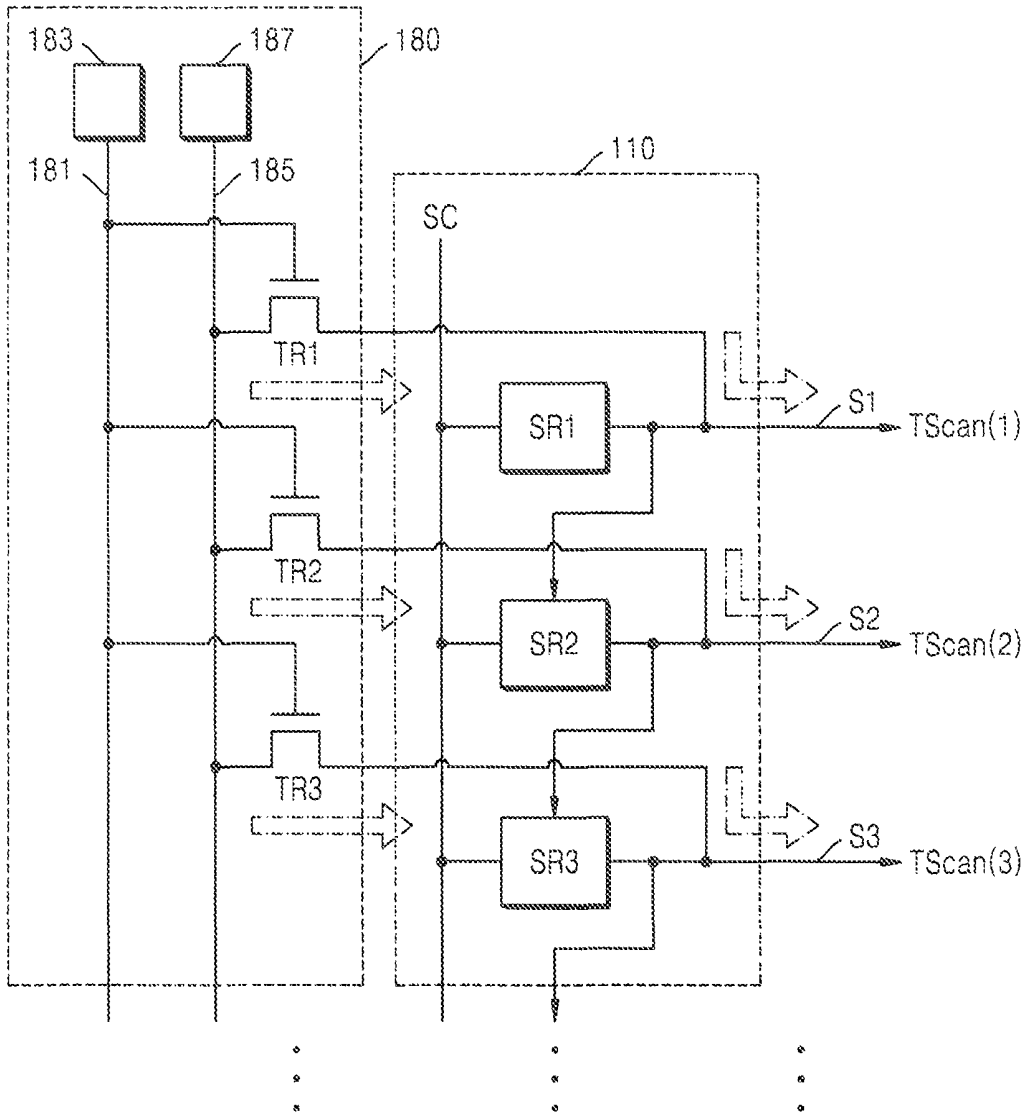 183
187
180
181
185
110
SC
TR1
SR1
S1
TScan(1)
TR2
SR2
S2
TScan(2)
TR3
SR3
S3
TScan(3)